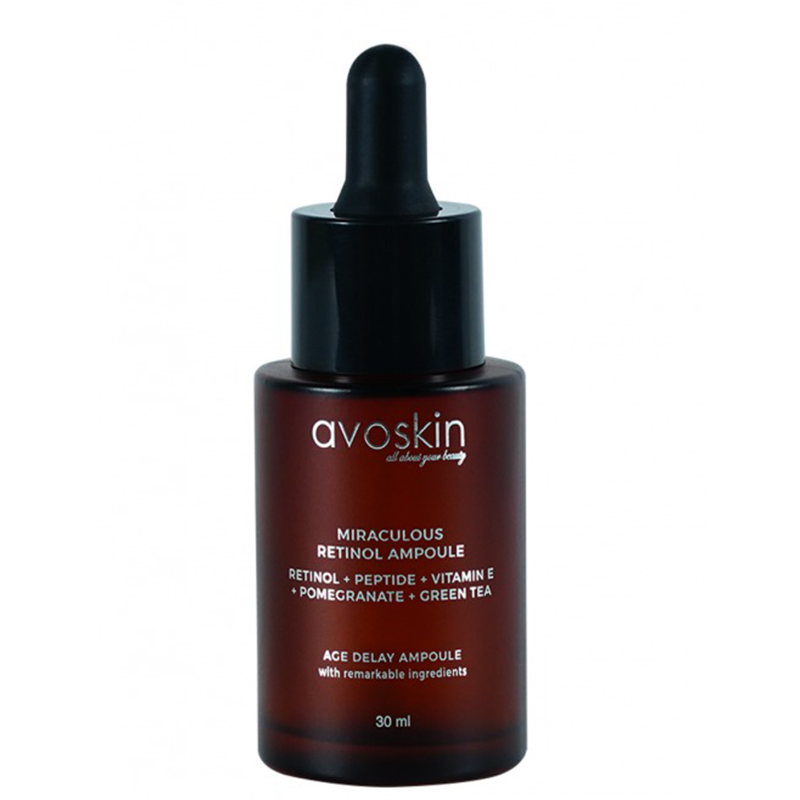 avoskin
all about your beauty
MIRACULOUS
RETINOL AMPOULE
RETINOL + PEPTIDE + VITAMIN E
+ POMEGRANATE + GREEN TEA
AGE DELAY AMPOULE
with remarkable ingredients
30 ml